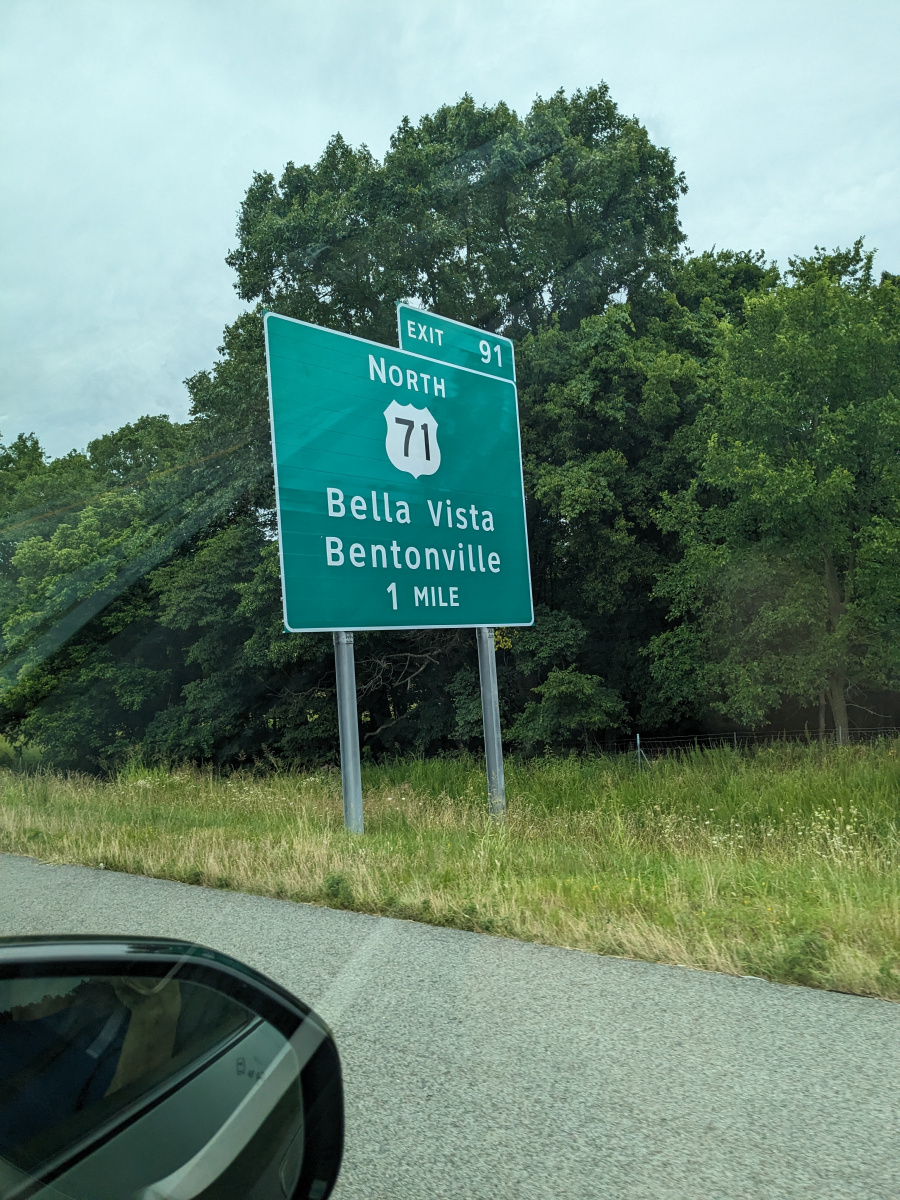 EXIT 91
NORTH
71
Bella Vista
Bentonville
1 MILE